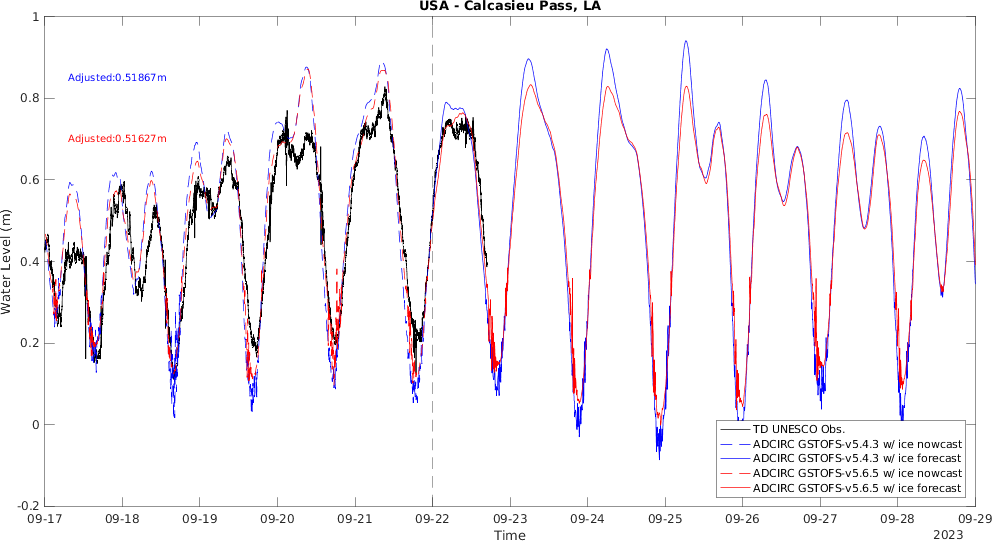 USA - Calcasieu Pass, LA
1
0.8
0.6
0.4
0.2
0
-0.2
Water Level (m)
Adjusted:0.51867m
Adjusted:0.51627m
TD UNESCO Obs.
ADCIRC GSTOFS-v5.4.3 w/ ice nowcast
ADCIRC GSTOFS-v5.4.3 w/ ice forecast
ADCIRC GSTOFS-v5.6.5 w/ ice nowcast
ADCIRC GSTOFS-v5.6.5 w/ ice forecast
09-17 09-18 09-19 09-20 09-21 09-22 09-23 09-24 09-25 09-26 09-27 09-28 09-29
Time
2023